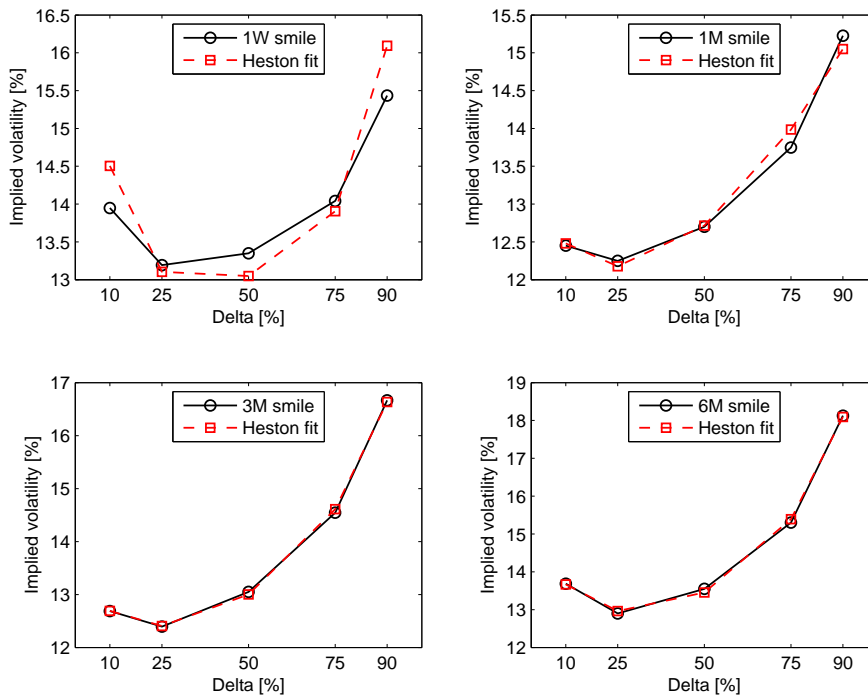 16.5
16
15.5
15
14.5
14
13.5
13
10 25 50 75 90
Delta [%]
Implied volatility [%]
1W smile
Heston fit
15.5
15
14.5
14
13.5
13
12.5
12
10 25 50 75 90
Delta [%]
Implied volatility [%]
1M smile
Heston fit
17
16
15
14
13
12
10 25 50 75 90
Delta [%]
Implied volatility [%]
3M smile
Heston fit
19
18
17
16
15
14
13
12
10 25 50 75 90
Delta [%]
Implied volatility [%]
6M smile
Heston fit